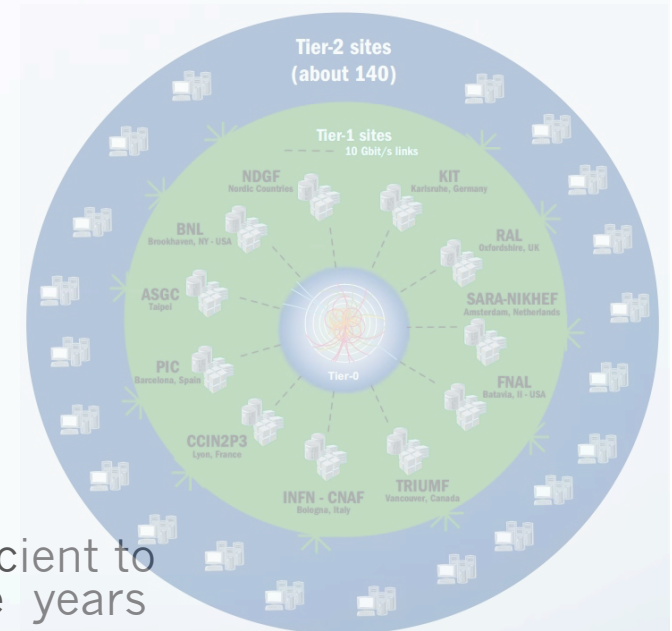 Tier-2 sites
(about 140)
Tier-1 sites
10 Gbit/s links
NDGF
Nordic Countries
KIT
Karlsruhe, Germany
BNL
Brookhaven, NY - USA
RAL
Oxfordshire, UK
ASGC
Taipei
SARA-NIKHEF
Amsterdam, Netherlands
PIC
Barcelona, Spain
Tier-0
FNAL
Batavia, Il - USA
CCIN2P3
Lyon, France
INFN - CNAF
Bologna, Italy
TRIUMF
Vancouver, Canada
cient to
years